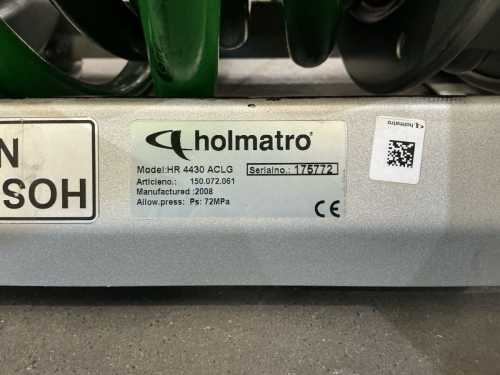 holmatro®
Model: HR 4430 ACLG
Serialno.: 175772
Articleno.: 150.072.061
Manufactured :2008
Allow.press: Ps: 72MPa
CE
holmatro
N
SOH